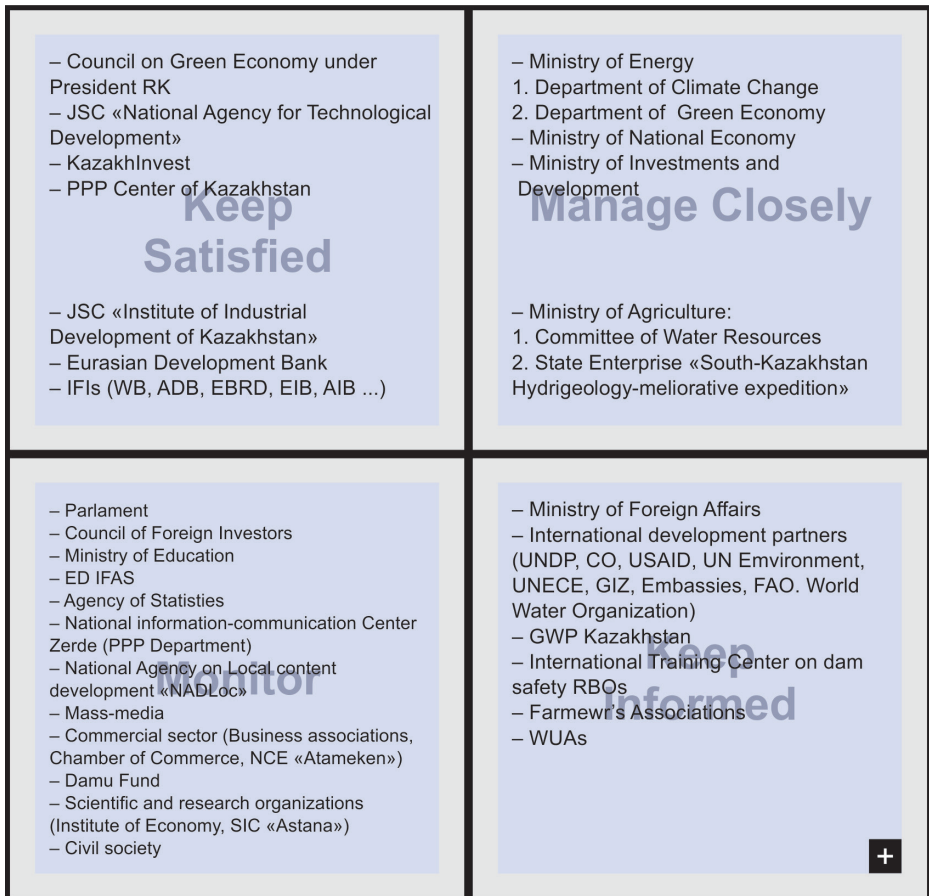 – Council on Green Economy under
President RK
– JSC «National Agency for Technological
Development»
– KazakhInvest
– PPP Center of Kazakhstan
Keep
Satisfied
– JSC «Institute of Industrial
Development of Kazakhstan»
– Eurasian Development Bank
– IFIs (WB, ADB, EBRD, EIB, AIB ...)
– Ministry of Energy
1. Department of Climate Change
2. Department of  Green Economy
– Ministry of National Economy
– Ministry of Investments and
Development
Manage Closely
– Ministry of Agriculture:
1. Committee of Water Resources
2. State Enterprise «South-Kazakhstan
Hydrigeology-meliorative expedition»
– Parlament
– Council of Foreign Investors
– Ministry of Education
– ED IFAS
– Agency of Statisties
– National information-communication Center
Zerde (PPP Department)
– National Agency on Local content
development «NADLoc»
Monitor
– Mass-media
– Commercial sector (Business associations,
Chamber of Commerce, NCE «Atameken»)
– Damu Fund
– Scientific and research organizations
(Institute of Economy, SIC «Astana»)
– Civil society
– Ministry of Foreign Affairs
– International development partners
(UNDP, CO, USAID, UN Emvironment,
UNECE, GIZ, Embassies, FAO. World
Water Organization)
– GWP Kazakhstan
– International Training Center on dam
safety RBOs
– Farmewr's Associations
– WUAs
Keep
Informed
+